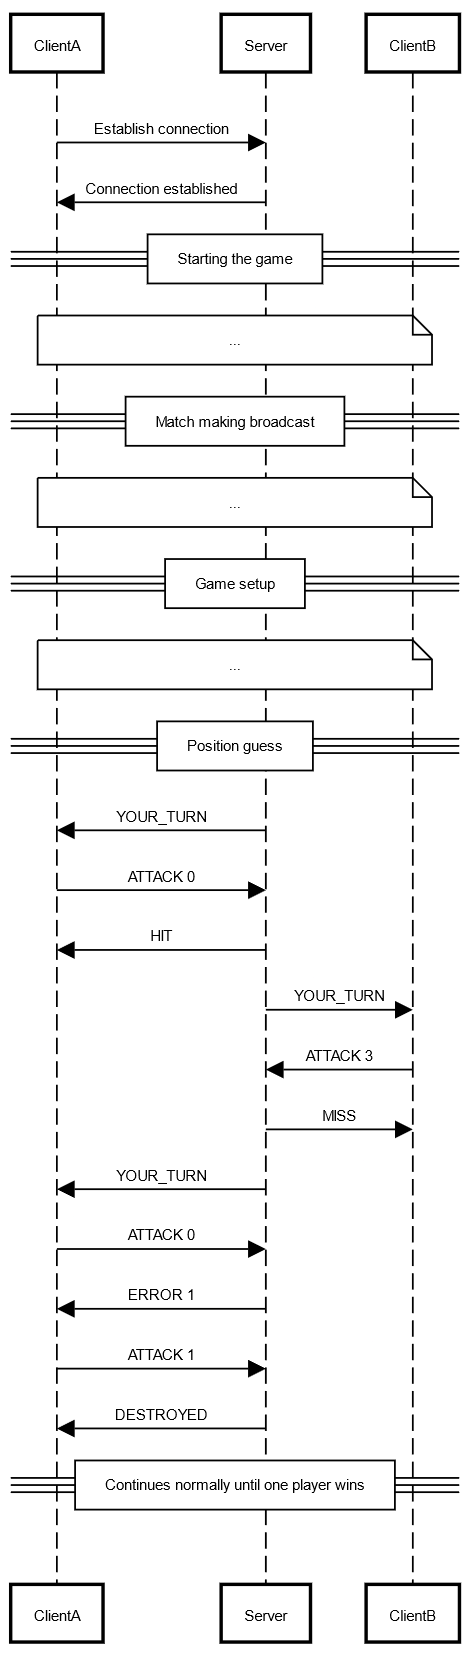 ClientA
Server
ClientB
Establish connection
Connection established
Starting the game
...
Match making broadcast
...
Game setup
...
Position guess
YOUR_TURN
ATTACK 0
HIT
YOUR_TURN
ATTACK 3
MISS
YOUR_TURN
ATTACK 0
ERROR 1
ATTACK 1
DESTROYED
Continues normally until one player wins
ClientA
Server
ClientB